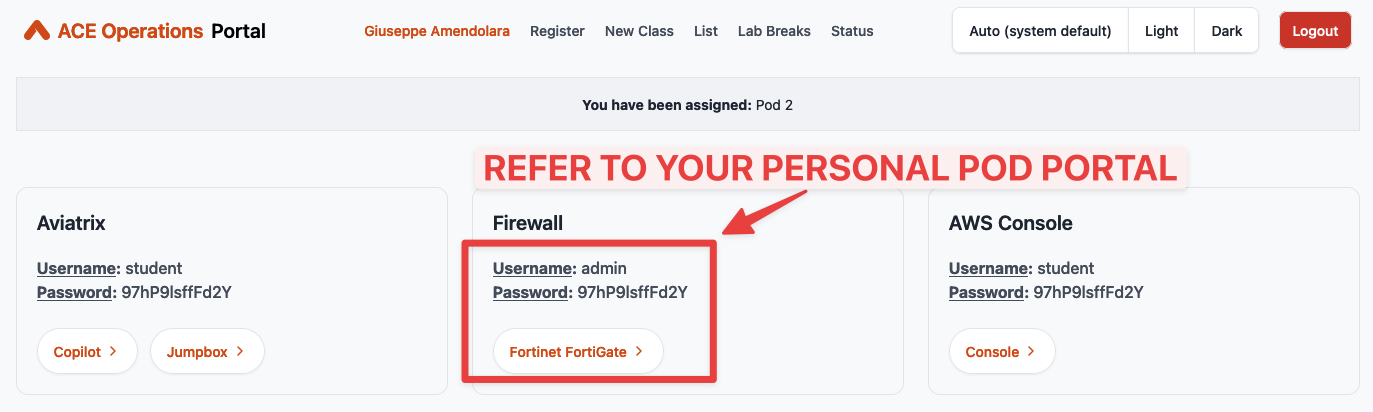 ACE Operations Portal
Giuseppe Amendolara Register New Class List Lab Breaks Status
Auto (system default) Light Dark
Logout
You have been assigned: Pod 2
REFER TO YOUR PERSONAL POD PORTAL
Aviatrix
Username: student
Password: 97hP9lsffFd2Y
Copilot > Jumpbox >
Firewall
Username: admin
Password: 97hP9lsffFd2Y
Fortinet FortiGate >
AWS Console
Username: student
Password: 97hP9lsffFd2Y
Console >